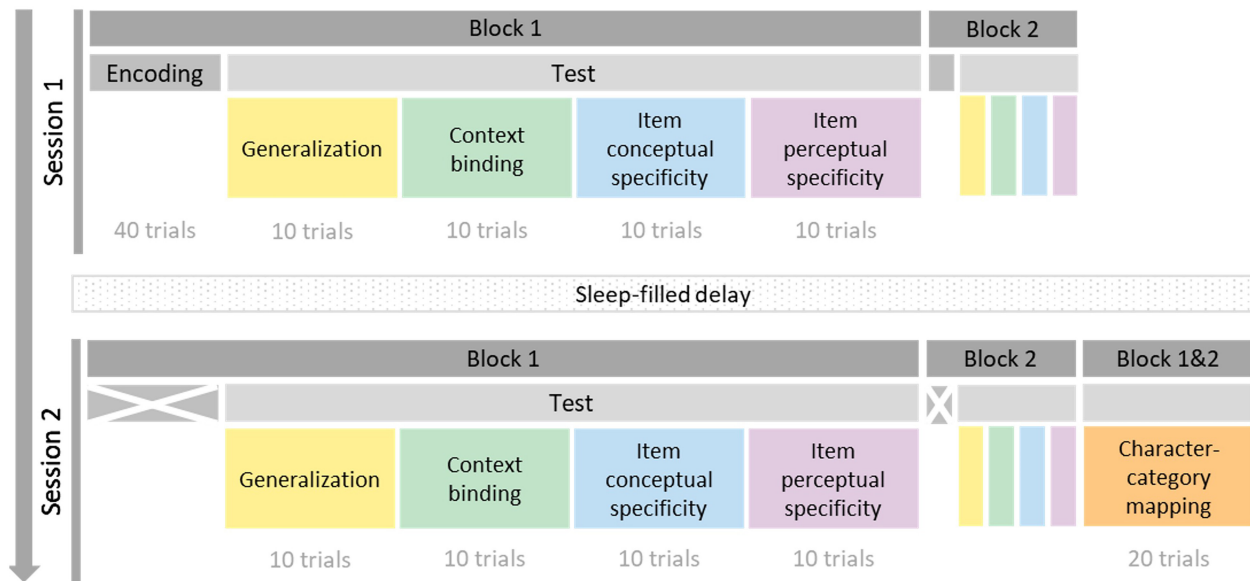 Session 1
Block 1
Block 2
Encoding
Test
Generalization
Context
binding
Item
conceptual
specificity
Item
perceptual
specificity
40 trials
10 trials
10 trials
10 trials
10 trials
Sleep-filled delay
Session 2
Block 1
Block 2
Block 1&2
Test
Generalization
Context
binding
Item
conceptual
specificity
Item
perceptual
specificity
Character-
category
mapping
10 trials
10 trials
10 trials
10 trials
20 trials